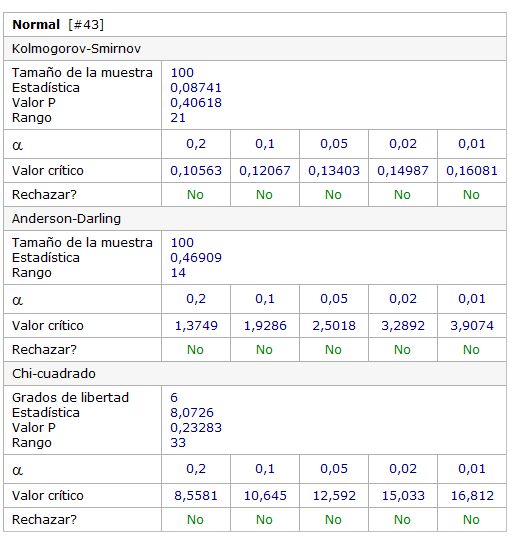 Normal [#43]
Kolmogorov-Smirnov
Tamaño de la muestra 100
Estadística 0,08741
Valor P 0,40618
Rango 21
α 0,2 0,1 0,05 0,02 0,01
Valor crítico 0,10563 0,12067 0,13403 0,14987 0,16081
Rechazar? No No No No No
Anderson-Darling
Tamaño de la muestra 100
Estadística 0,46909
Rango 14
α 0,2 0,1 0,05 0,02 0,01
Valor crítico 1,3749 1,9286 2,5018 3,2892 3,9074
Rechazar? No No No No No
Chi-cuadrado
Grados de libertad 6
Estadística 8,0726
Valor P 0,23283
Rango 33
α 0,2 0,1 0,05 0,02 0,01
Valor crítico 8,5581 10,645 12,592 15,033 16,812
Rechazar? No No No No No